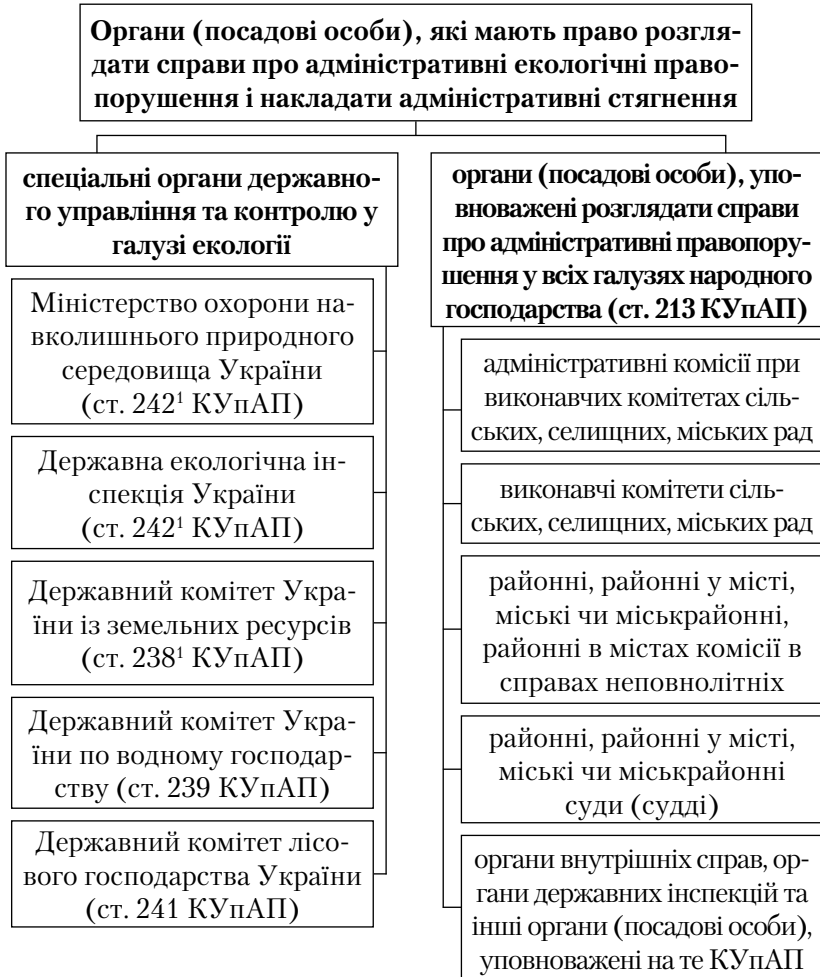 Органи (посадові особи), які мають право розгля-
дати справи про адміністративні екологічні право-
порушення і накладати адміністративні стягнення
спеціальні органи державно-
го управління та контролю у
галузі екології
Міністерство охорони на-
вколишнього природного
середовища України
(ст. 242¹ КУпАП)
Державна екологічна ін-
спекція України
(ст. 242¹ КУпАП)
Державний комітет Укра-
їни із земельних ресурсів
(ст. 238¹ КУпАП)
Державний комітет Укра-
їни по водному господар-
ству (ст. 239 КУпАП)
Державний комітет лісо-
вого господарства України
(ст. 241 КУпАП)
органи (посадові особи), упо-
вноважені розглядати справи
про адміністративні правопору-
шення у всіх галузях народного
господарства (ст. 213 КУпАП)
адміністративні комісії при
виконавчих комітетах сіль-
ських, селищних, міських рад
виконавчі комітети сіль-
ських, селищних, міських рад
районні, районні у місті,
міські чи міськрайонні,
районні в містах комісії в
справах неповнолітніх
районні, районні у місті,
міські чи міськрайонні
суди (судді)
органи внутрішніх справ, ор-
гани державних інспекцій та
інші органи (посадові особи),
уповноважені на те КУпАП